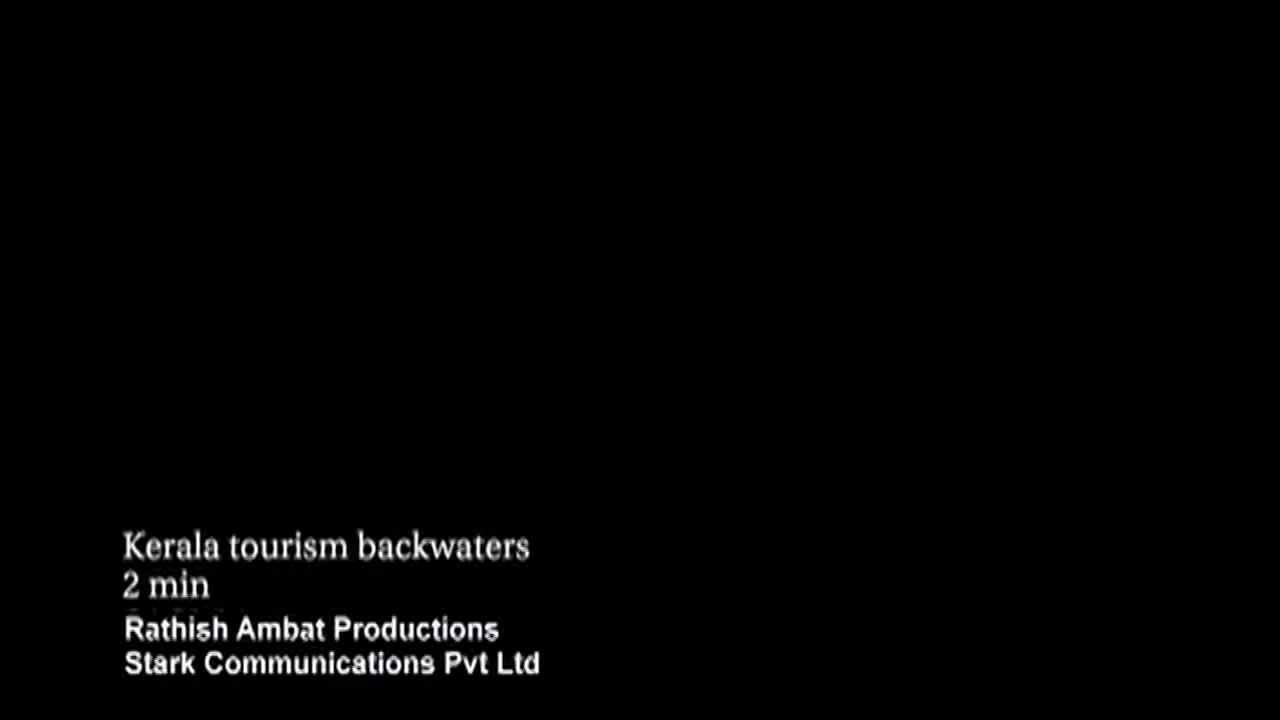 Kerala tourism backwaters
2 min
Rathish Ambat Productions
Stark Communications Pvt Ltd